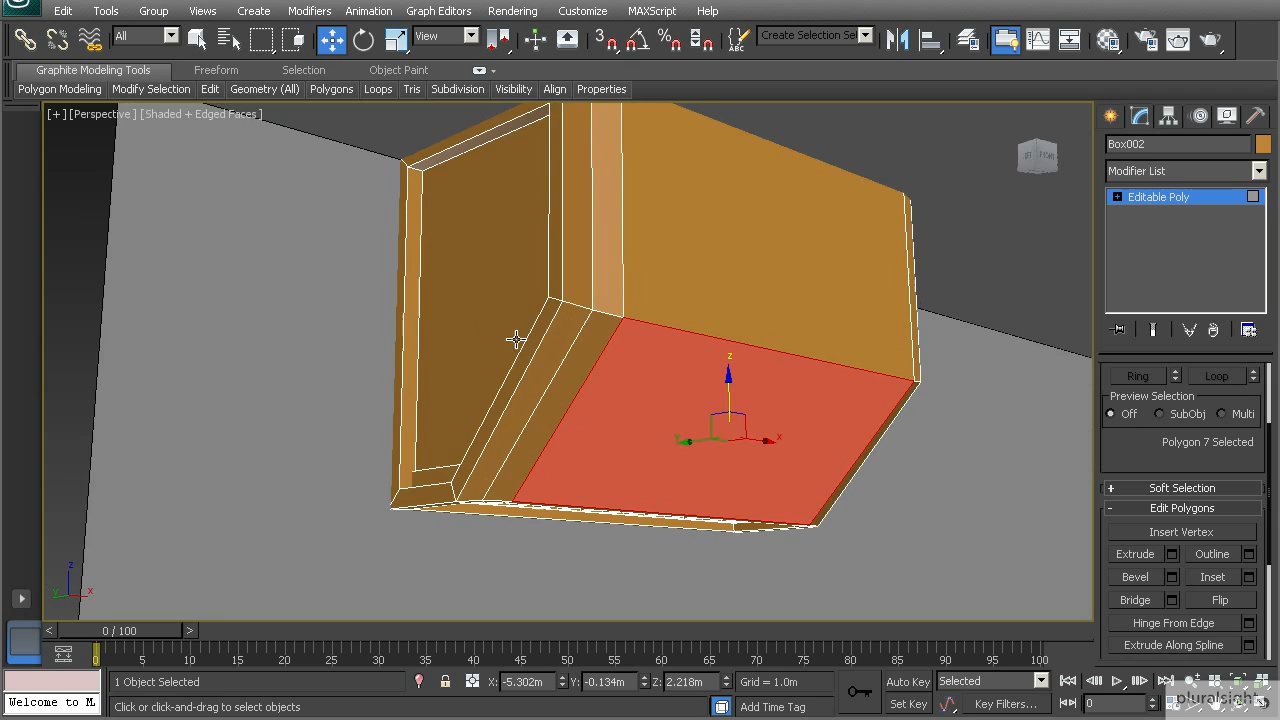 Edit Tools Group Views Create Modifiers Animation Graph Editors Rendering Customize MAXScript Help
All View 3 Create Selection Se
Graphite Modeling Tools Freeform Selection Object Paint
Polygon Modeling Modify Selection Edit Geometry (All) Polygons Loops Tris Subdivision Visibility Align Properties
[+] [Perspective] [Shaded + Edged Faces ]
FRONT
Box002
Modifier List
Editable Poly
Ring Loop
Preview Selection
Off SubObj Multi
Polygon 7 Selected
+ Soft Selection
- Edit Polygons
Insert Vertex
Extrude Outline
Bevel Inset
Bridge Flip
Hinge From Edge
Extrude Along Spline
z
y x
z
y x
< 0 / 100 >
0 5 10 15 20 25 30 35 40 45 50 55 60 65 70 75 80 85 90 95 100
1 Object Selected X: -5.302m Y: -0.134m Z: 2.218m Grid = 1.0m Auto Key Selected
Welcome to M Click or click-and-drag to select objects Add Time Tag Set Key Key Filters... 0
pluralsight